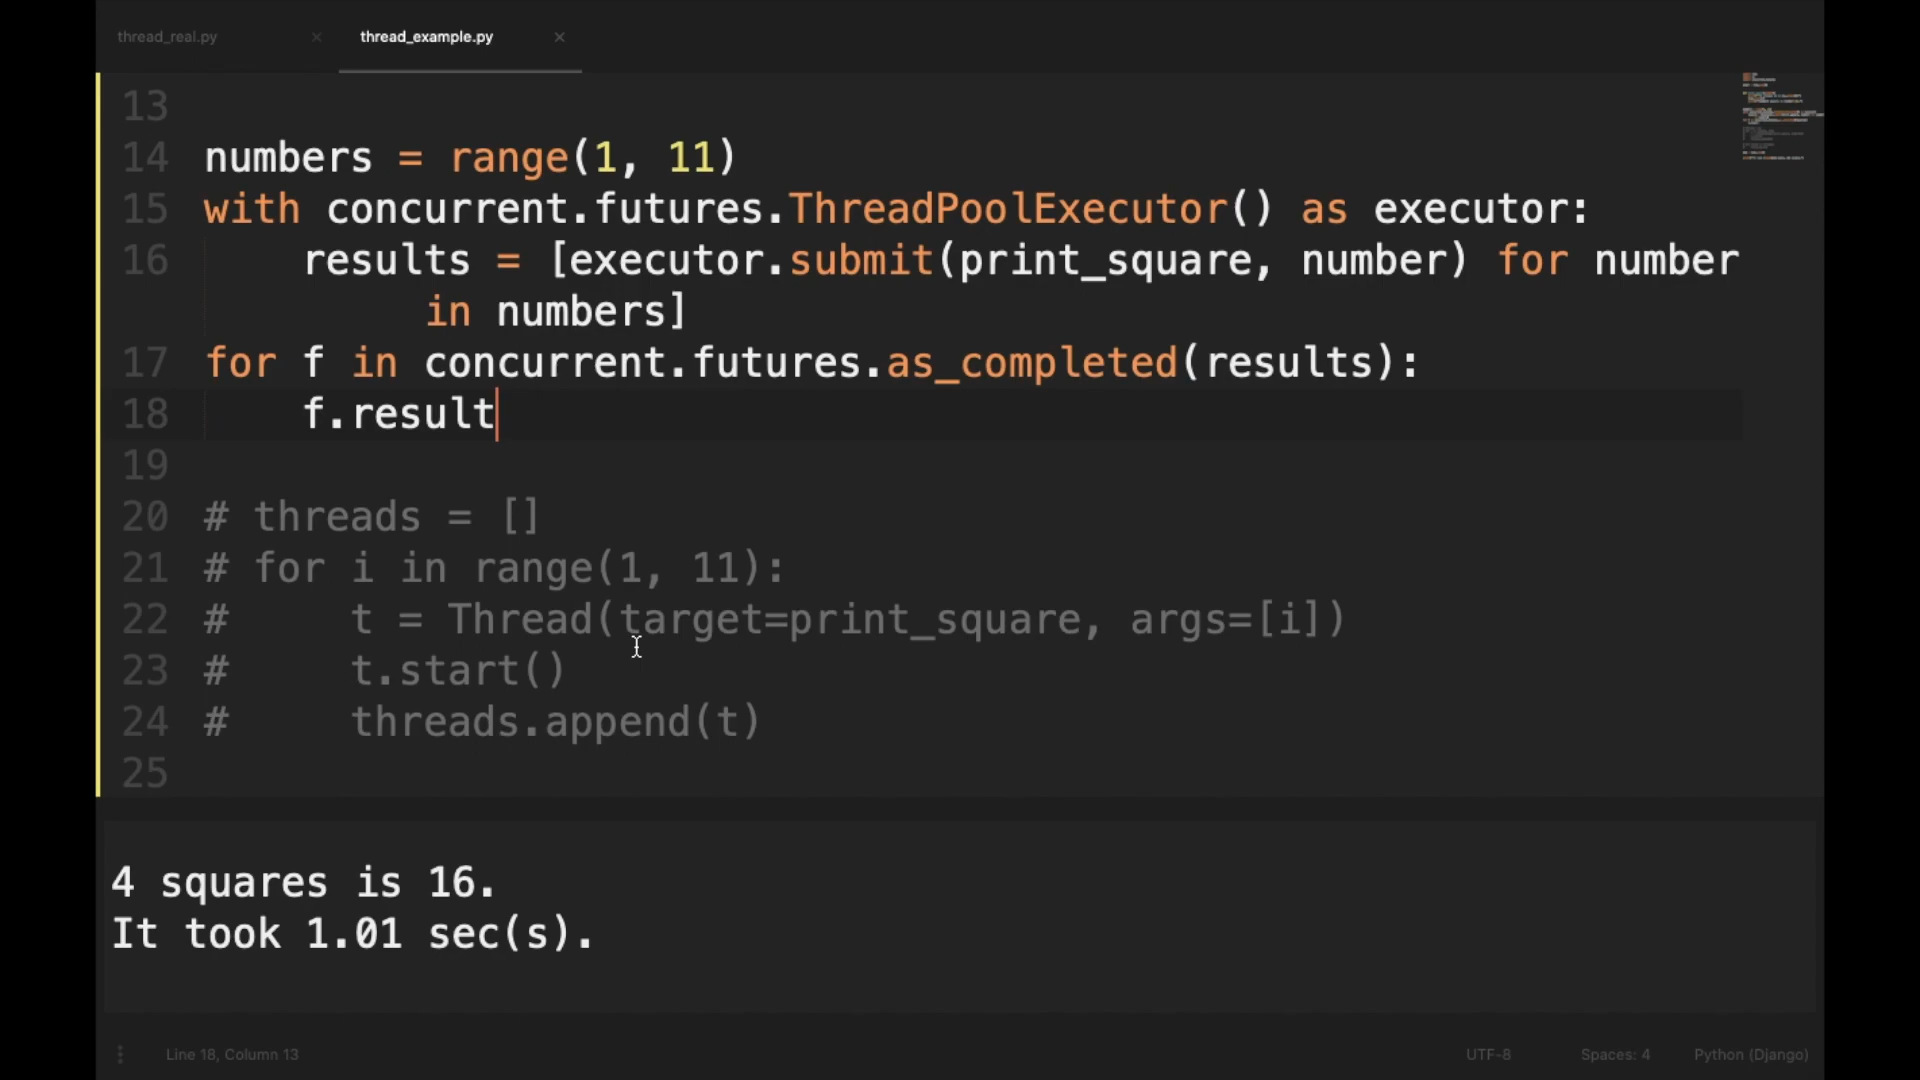 thread_real.py × thread_example.py ×
13
14 numbers = range(1, 11)
15 with concurrent.futures.ThreadPoolExecutor() as executor:
16     results = [executor.submit(print_square, number) for number
         in numbers]
17 for f in concurrent.futures.as_completed(results):
18     f.result
19
20 # threads = []
21 # for i in range(1, 11):
22 #     t = Thread(target=print_square, args=[i])
23 #     t.start()
24 #     threads.append(t)
25
4 squares is 16.
It took 1.01 sec(s).
Line 18, Column 13 UTF-8 Spaces: 4 Python (Django)